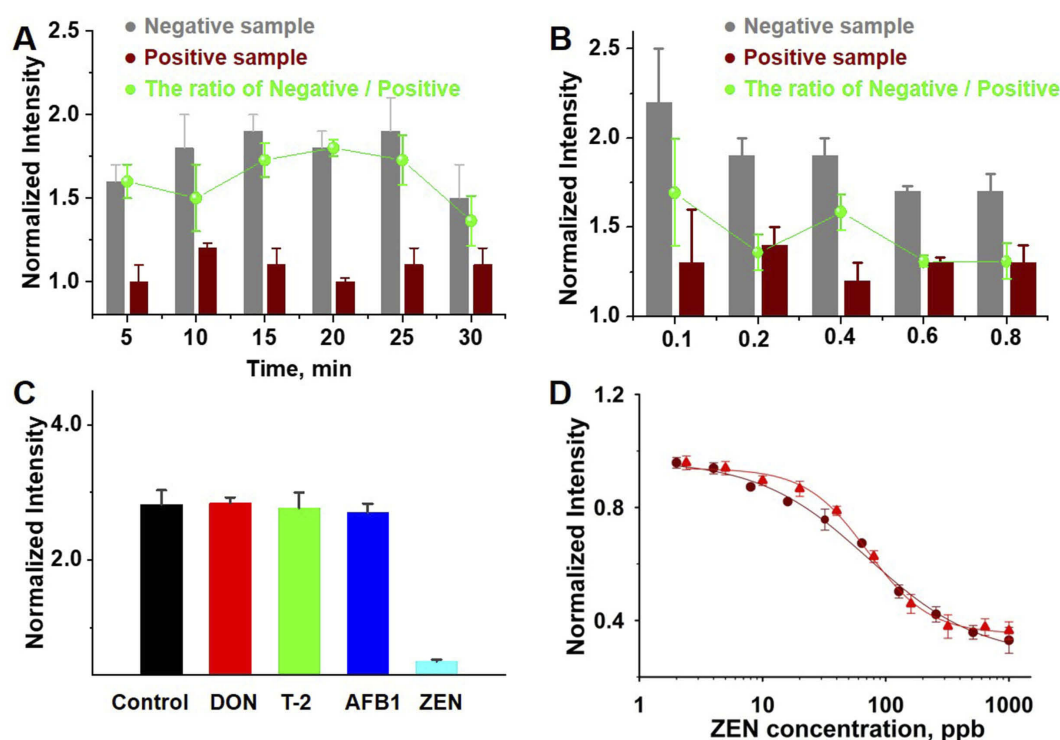 A
Negative sample
Positive sample
The ratio of Negative / Positive
Normalized Intensity
2.5
2.0
1.5
1.0
5 10 15 20 25 30
Time, min
B
Negative sample
Positive sample
The ratio of Negative / Positive
Normalized Intensity
2.5
2.0
1.5
1.0
0.1 0.2 0.4 0.6 0.8
C
Normalized Intensity
4.0
2.0
Control DON T-2 AFB1 ZEN
D
Normalized Intensity
1.2
0.8
0.4
1 10 100 1000
ZEN concentration, ppb